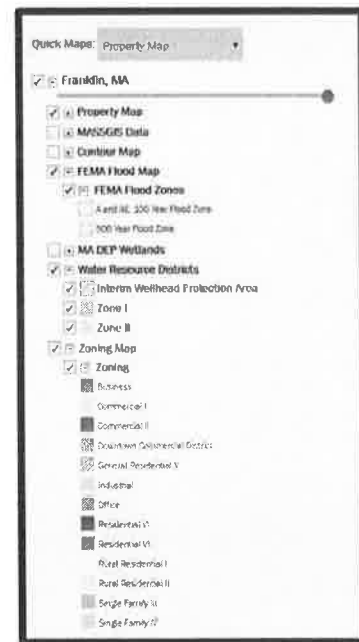 Quick Maps: Property Map
Franklin, MA
Property Map
MASSGIS Data
Contour Map
FEMA Flood Map
FEMA Flood Zones
A and AE, 100 Year Flood Zone
500 Year Flood Zone
MA DEP Wetlands
Water Resource Districts
Interim Wellhead Protection Area
Zone I
Zone II
Zoning Map
Zoning
Business
Commercial I
Commercial II
Downtown Commercial District
General Residential V
Industrial
Office
Residential VI
Residential VII
Rural Residential I
Rural Residential II
Single Family III
Single Family IV